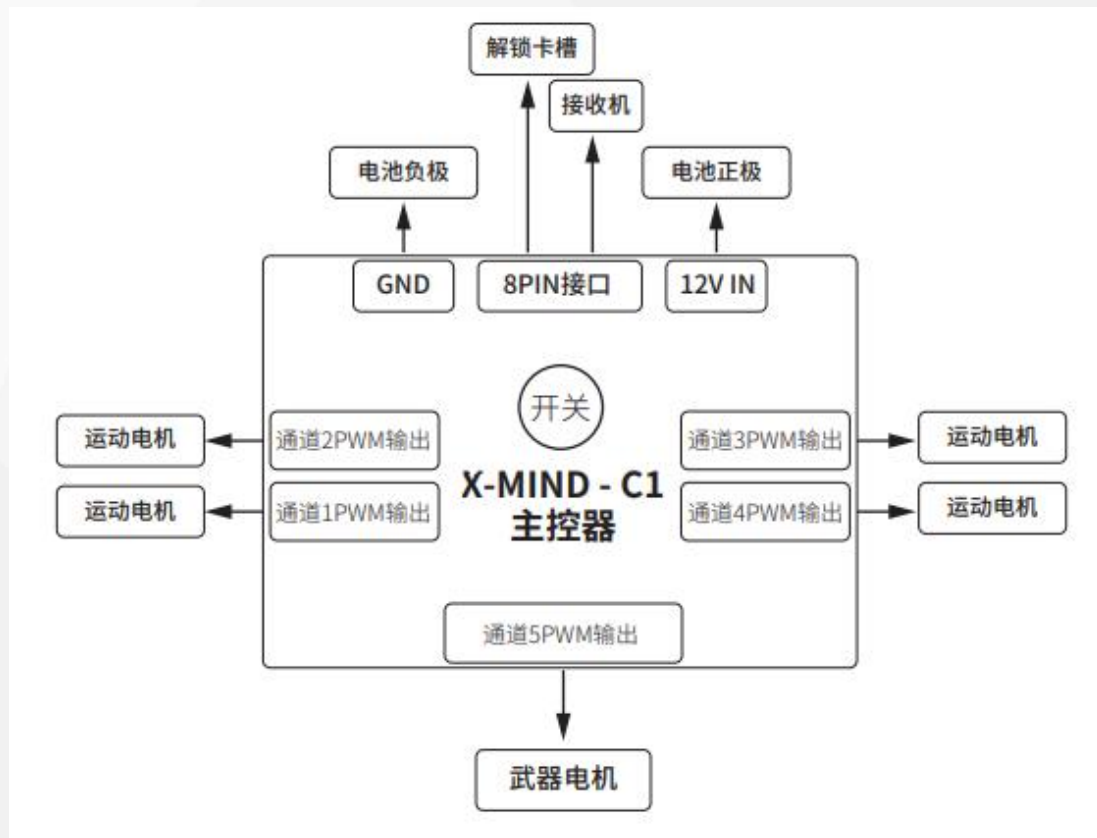 解锁卡槽
接收机
电池负极
电池正极
GND
8PIN接口
12V IN
开关
运动电机
通道2PWM输出
通道3PWM输出
运动电机
X-MIND - C1
主控器
运动电机
通道1PWM输出
通道4PWM输出
运动电机
通道5PWM输出
武器电机